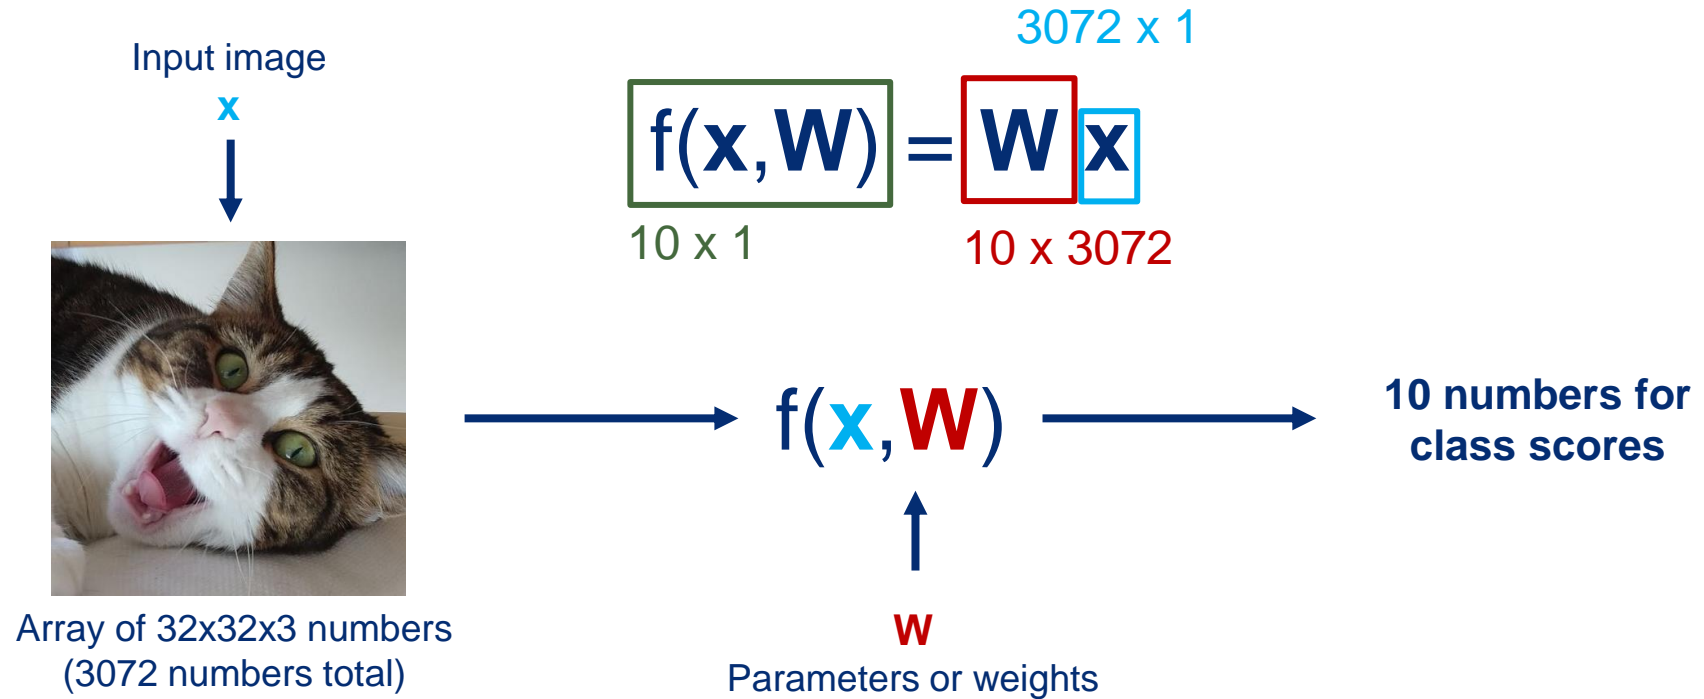 Input image
x
3072 x 1
f(x,W) = W x
10 x 1
10 x 3072
f(x,W)
10 numbers for
class scores
Array of 32x32x3 numbers
(3072 numbers total)
W
Parameters or weights